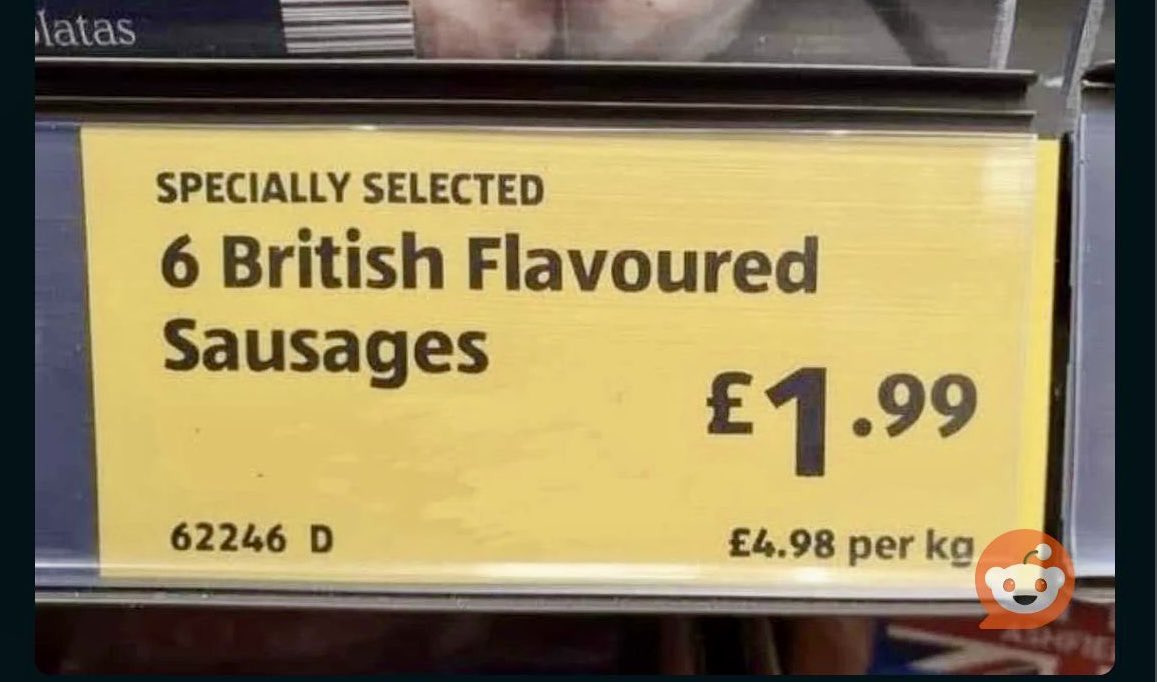 latas
SPECIALLY SELECTED
6 British Flavoured
Sausages
£1.99
62246 D
£4.98 per kg